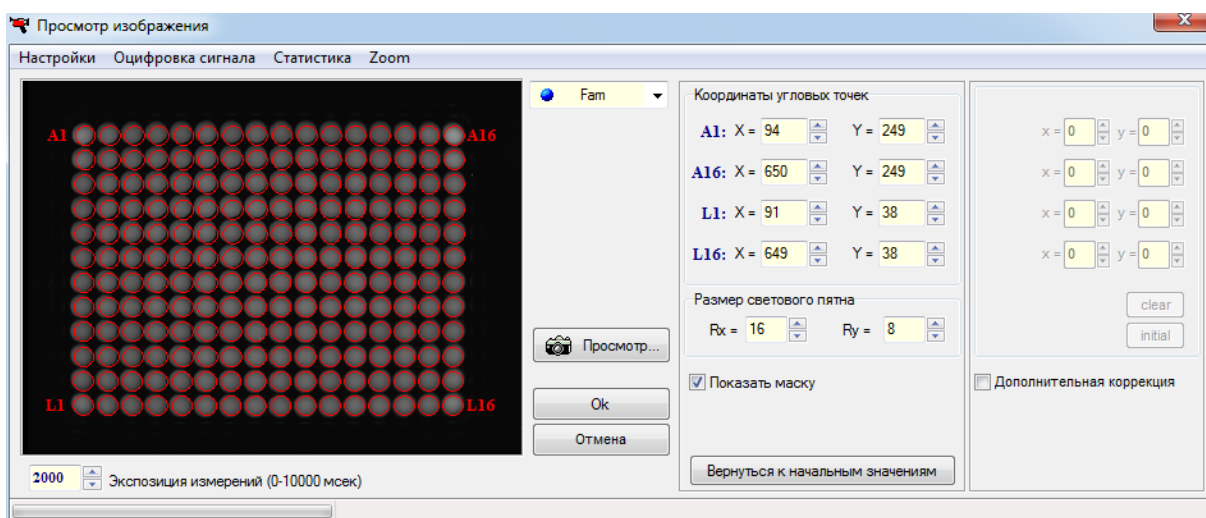 Просмотр изображения
Настройки Оцифровка сигнала Статистика Zoom
A1 A16
L1 L16
2000 Экспозиция измерений (0-10000 мсек)
Fam
Просмотр...
Ok
Отмена
Координаты угловых точек
A1: X = 94 Y = 249
A16: X = 650 Y = 249
L1: X = 91 Y = 38
L16: X = 649 Y = 38
Размер светового пятна
Rx = 16 Ry = 8
Показать маску
Вернуться к начальным значениям
x = 0 y = 0
x = 0 y = 0
x = 0 y = 0
x = 0 y = 0
clear
initial
Дополнительная коррекция